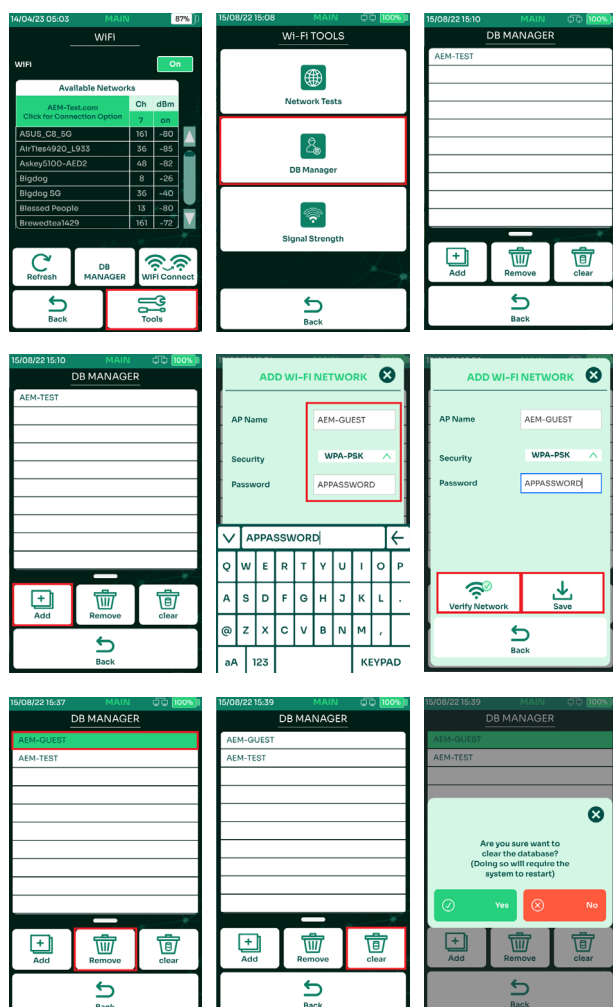 14/04/23 05:03 MAIN 87%
WiFi
WiFi On
Available Networks
AEM-Test.com
Click for Connection Option
Ch dBm
7 on
ASUS_C8_5G 161 -80
AirTies4920_L933 36 -85
Askey5100-AED2 48 -82
Bigdog 8 -26
Bigdog 5G 36 -40
Blessed People 13 -80
Brewedtea1429 161 -72
Refresh
DB MANAGER
WiFi Connect
Back
Tools
15/08/22 15:08 MAIN 100%
Wi-Fi TOOLS
Network Tests
DB Manager
Signal Strength
Back
15/08/22 15:10 MAIN
DB MANAGER
AEM-TEST
Add Remove clear
Back
15/08/22 15:10 MAIN 100%
DB MANAGER
AEM-TEST
Add Remove clear
Back
ADD WI-FI NETWORK
AP Name AEM-GUEST
Security WPA-PSK
Password APPASSWORD
APPASSWORD
Q W E R T Y U I O P
A S D F G H J K L .
@ Z X C V B N M ,
aA 123 KEYPAD
ADD WI-FI NETWORK
AP Name AEM-GUEST
Security WPA-PSK
Password APPASSWORD
Verify Network Save
Back
15/08/22 15:37 MAIN 100%
DB MANAGER
AEM-GUEST
AEM-TEST
Add Remove clear
Back
15/08/22 15:39 MAIN 100%
DB MANAGER
AEM-GUEST
AEM-TEST
Add Remove clear
Back
15/08/22 15:39 MAIN 100%
DB MANAGER
AEM-GUEST
AEM-TEST
Are you sure want to
clear the database?
(Doing so will require the
system to restart)
Yes No
Add Remove clear
Back